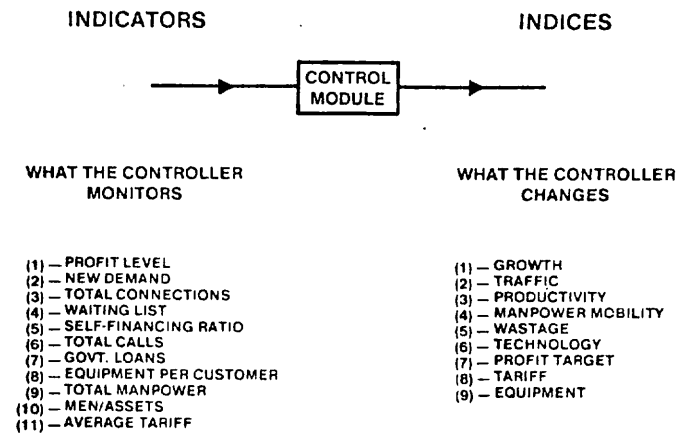 INDICATORS
INDICES
CONTROL
MODULE
WHAT THE CONTROLLER
MONITORS
WHAT THE CONTROLLER
CHANGES
(1) — PROFIT LEVEL
(2) — NEW DEMAND
(3) — TOTAL CONNECTIONS
(4) — WAITING LIST
(5) — SELF-FINANCING RATIO
(6) — TOTAL CALLS
(7) — GOVT. LOANS
(8) — EQUIPMENT PER CUSTOMER
(9) — TOTAL MANPOWER
(10) — MEN/ASSETS
(11) — AVERAGE TARIFF
(1) — GROWTH
(2) — TRAFFIC
(3) — PRODUCTIVITY
(4) — MANPOWER MOBILITY
(5) — WASTAGE
(6) — TECHNOLOGY
(7) — PROFIT TARGET
(8) — TARIFF
(9) — EQUIPMENT